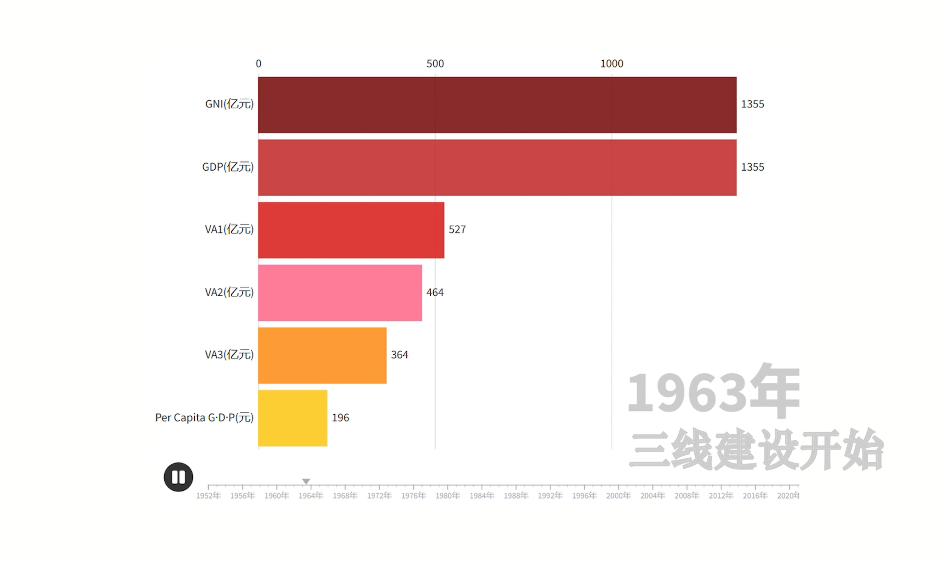 0 500 1000
GNI(亿元) 1355
GDP(亿元) 1355
VA1(亿元) 527
VA2(亿元) 464
VA3(亿元) 364
Per Capita G·D·P(元) 196
1963年
三线建设开始
1952年 1956年 1960年 1964年 1968年 1972年 1976年 1980年 1984年 1988年 1992年 1996年 2000年 2004年 2008年 2012年 2016年 2020年